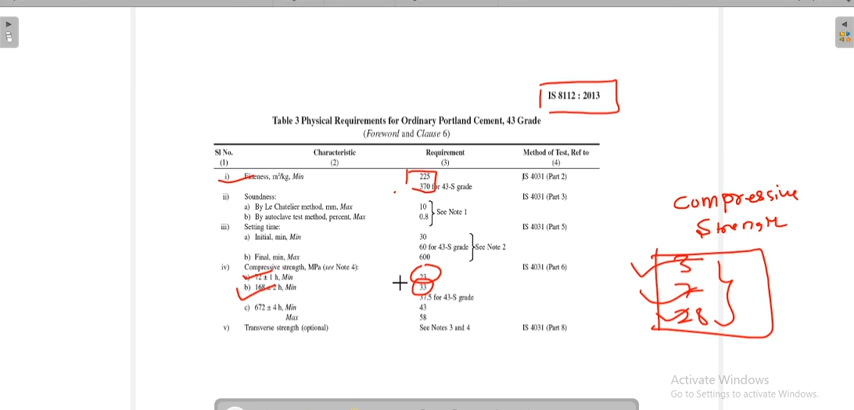 IS 8112 : 2013
Table 3 Physical Requirements for Ordinary Portland Cement, 43 Grade
(Foreword and Clause 6)
Sl No. Characteristic Requirement Method of Test, Ref to
(1) (2) (3) (4)
i) Fineness, m²/kg, Min 225 IS 4031 (Part 2)
370 for 43-S grade
ii) Soundness: IS 4031 (Part 3)
a) By Le Chatelier method, mm, Max 10
See Note 1
b) By autoclave test method, percent, Max 0.8
iii) Setting time: IS 4031 (Part 5)
a) Initial, min, Min 30
60 for 43-S grade See Note 2
b) Final, min, Max 600
iv) Compressive strength, MPa (see Note 4): IS 4031 (Part 6)
a) 72 ± 1 h, Min 23
b) 168 ± 2 h, Min 33
37.5 for 43-S grade
c) 672 ± 4 h, Min 43
Max 58
v) Transverse strength (optional) See Notes 3 and 4 IS 4031 (Part 8)
Compressive
Strength
3
7
28
Activate Windows
Go to Settings to activate Windows.